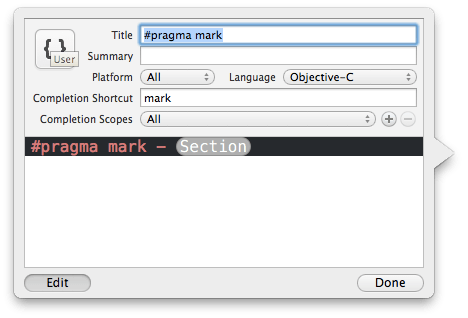 Title #pragma mark
{ }
User
Summary
Platform All Language Objective-C
Completion Shortcut mark
Completion Scopes All
#pragma mark - Section
Edit Done